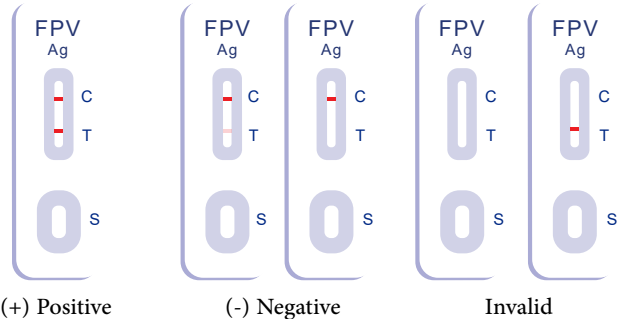 FPV FPV FPV FPV FPV
Ag Ag Ag Ag Ag
C C C C C
T T T T T
S S S S S
(+) Positive (-) Negative Invalid